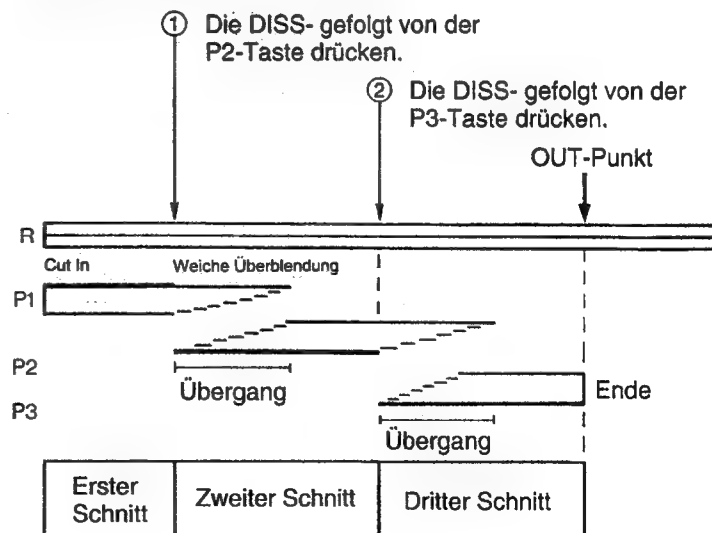 ① Die DISS- gefolgt von der
P2-Taste drücken.
② Die DISS- gefolgt von der
P3-Taste drücken.
OUT-Punkt
R
Cut In Weiche Überblendung
P1
P2
Übergang
Ende
P3
Übergang
Erster
Schnitt
Zweiter Schnitt
Dritter Schnitt